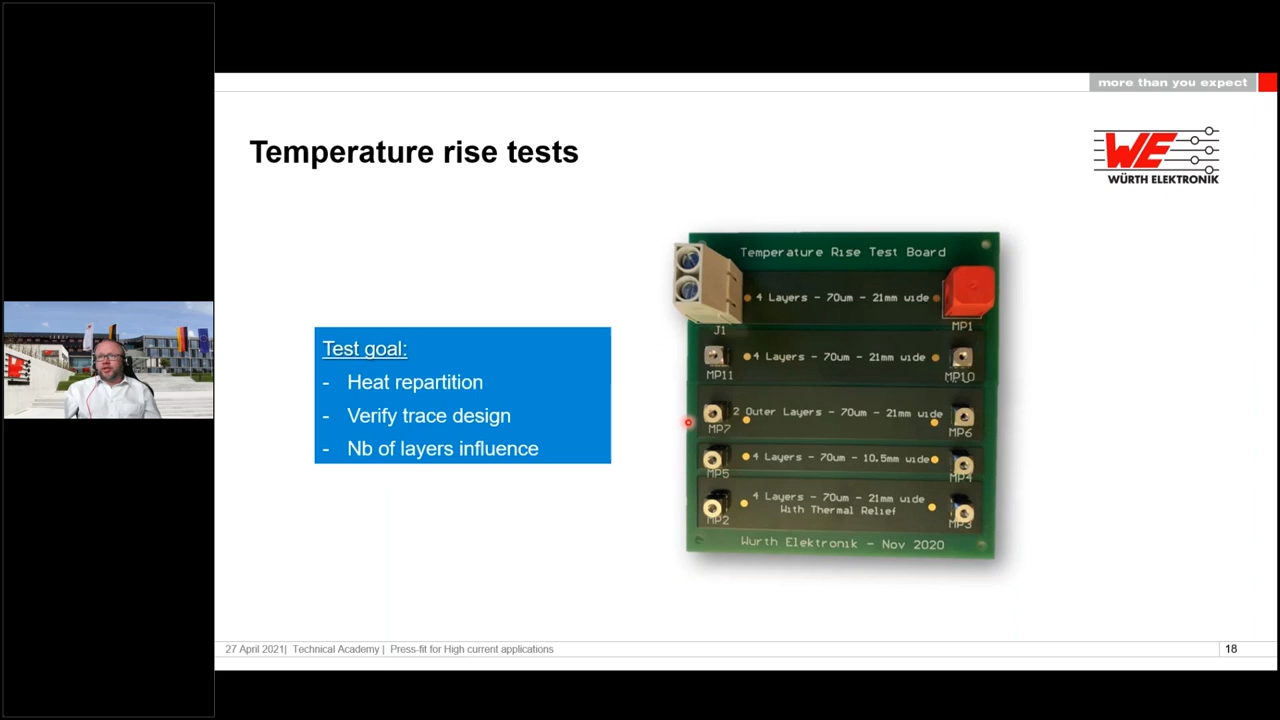 more than you expect
Temperature rise tests
WE
WÜRTH ELEKTRONIK
Test goal:
- Heat repartition
- Verify trace design
- Nb of layers influence
Temperature Rise Test Board
4 Layers - 70um - 21mm wide
J1
MP1
4 Layers - 70um - 21mm wide
MP11
MP10
2 Outer Layers - 70um - 21mm wide
MP7
MP6
4 Layers - 70um - 10.5mm wide
MP5
MP4
4 Layers - 70um - 21mm wide
With Thermal Relief
MP2
MP3
Wurth Elektronik - Nov 2020
27 April 2021| Technical Academy | Press-fit for High current applications
18